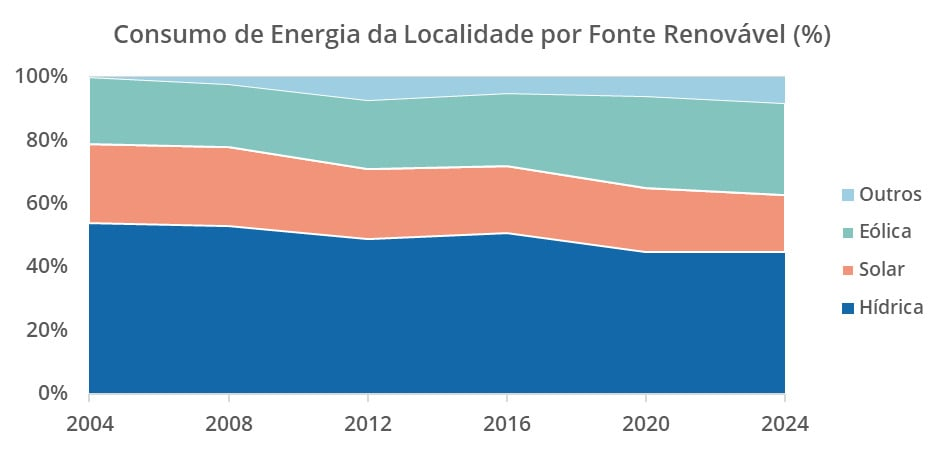 Consumo de Energia da Localidade por Fonte Renovável (%)
100%
80%
60%
40%
20%
0%
2004 2008 2012 2016 2020 2024
Outros
Eólica
Solar
Hídrica